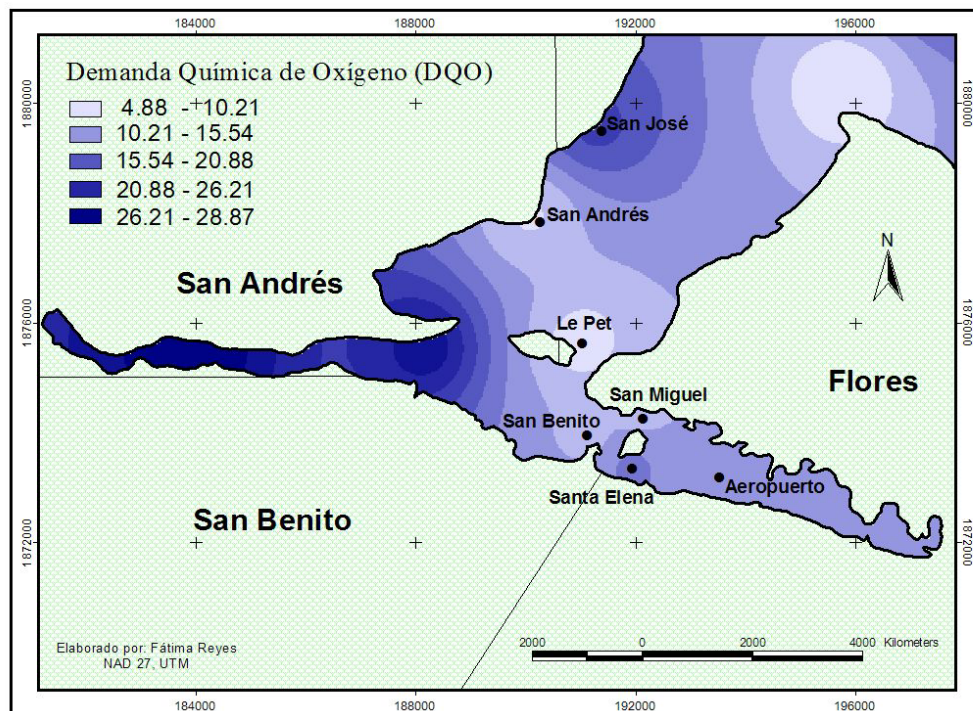 184000 188000 192000 196000
Demanda Química de Oxígeno (DQO)
4.88 - 10.21
10.21 - 15.54
15.54 - 20.88
20.88 - 26.21
26.21 - 28.87
1880000 1880000
San José
San Andrés
N
San Andrés
1876000 1876000
Le Pet
Flores
San Miguel
San Benito
Aeropuerto
Santa Elena
San Benito
1872000 1872000
Elaborado por: Fátima Reyes
NAD 27, UTM
2000 0 2000 4000 Kilometers
184000 188000 192000 196000